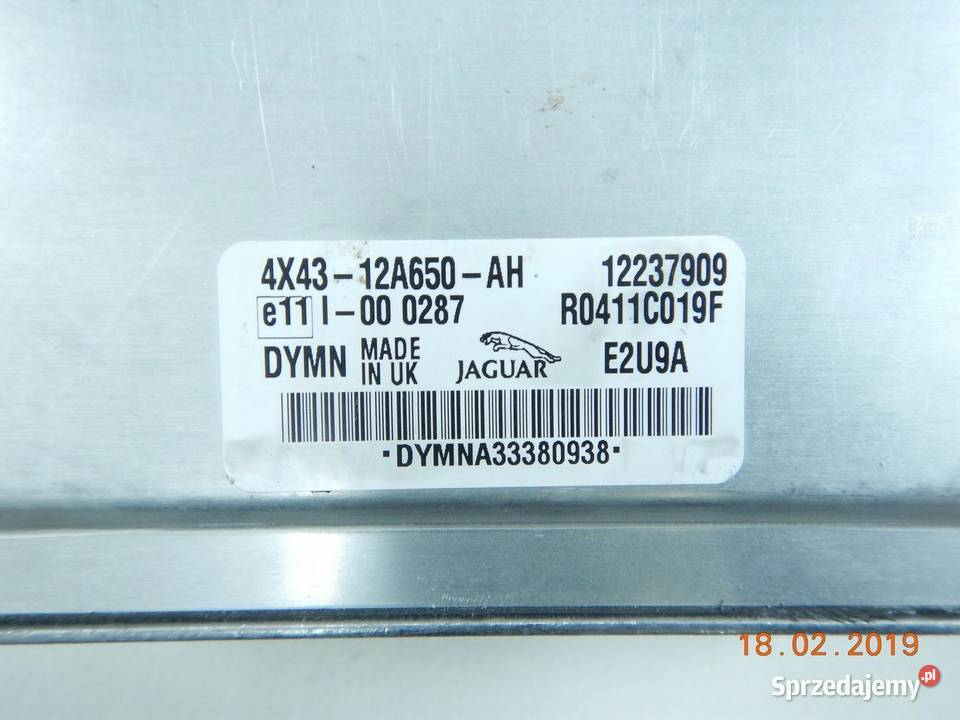 4X43-12A650-AH 12237909
e11 I-00 0287 R0411C019F
DYMN MADE IN UK JAGUAR E2U9A
·DYMNA33380938·
18.02.2019
Sprzedajemy.pl